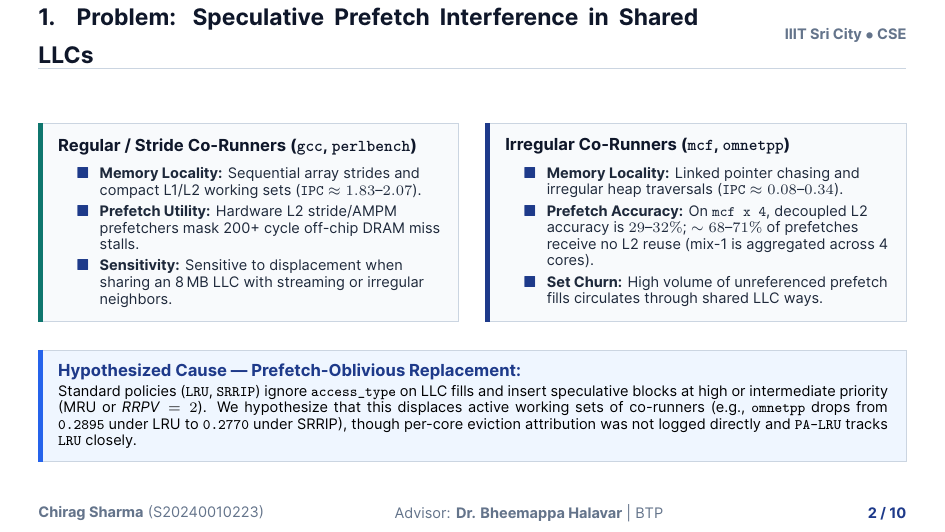 1. Problem: Speculative Prefetch Interference in Shared
LLCs
IIIT Sri City • CSE
Regular / Stride Co-Runners (gcc, perlbench)
■ Memory Locality: Sequential array strides and
compact L1/L2 working sets (IPC ≈ 1.83–2.07).
■ Prefetch Utility: Hardware L2 stride/AMPM
prefetchers mask 200+ cycle off-chip DRAM miss
stalls.
■ Sensitivity: Sensitive to displacement when
sharing an 8 MB LLC with streaming or irregular
neighbors.
Irregular Co-Runners (mcf, omnetpp)
■ Memory Locality: Linked pointer chasing and
irregular heap traversals (IPC ≈ 0.08–0.34).
■ Prefetch Accuracy: On mcf x 4, decoupled L2
accuracy is 29–32%; ∼ 68–71% of prefetches
receive no L2 reuse (mix-1 is aggregated across 4
cores).
■ Set Churn: High volume of unreferenced prefetch
fills circulates through shared LLC ways.
Hypothesized Cause — Prefetch-Oblivious Replacement:
Standard policies (LRU, SRRIP) ignore access_type on LLC fills and insert speculative blocks at high or intermediate priority
(MRU or RRPV = 2). We hypothesize that this displaces active working sets of co-runners (e.g., omnetpp drops from
0.2895 under LRU to 0.2770 under SRRIP), though per-core eviction attribution was not logged directly and PA-LRU tracks
LRU closely.
Chirag Sharma (S20240010223)
Advisor: Dr. Bheemappa Halavar | BTP
2 / 10